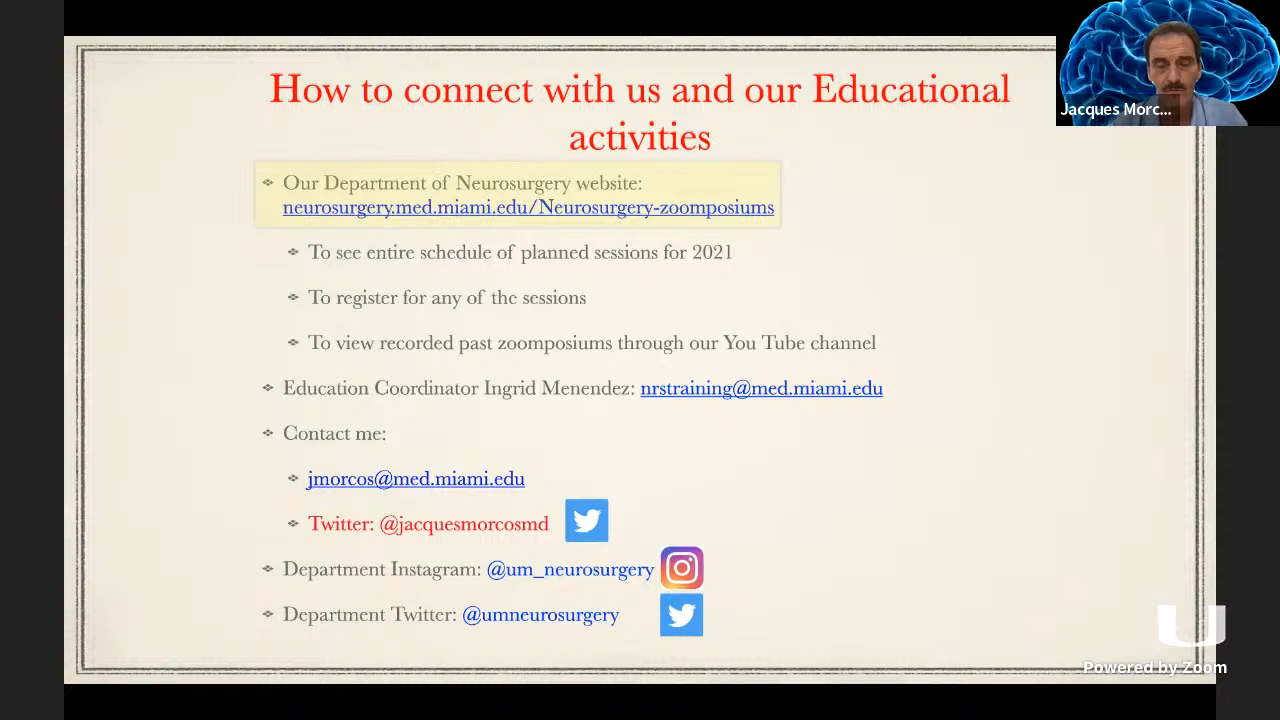 How to connect with us and our Educational
activities
Jacques Morc...
Our Department of Neurosurgery website:
neurosurgery.med.miami.edu/Neurosurgery-zoomposiums
To see entire schedule of planned sessions for 2021
To register for any of the sessions
To view recorded past zoomposiums through our You Tube channel
Education Coordinator Ingrid Menendez: nrstraining@med.miami.edu
Contact me:
jmorcos@med.miami.edu
Twitter: @jacquesmorcosmd
Department Instagram: @um_neurosurgery
Department Twitter: @umneurosurgery
U
Powered by Zoom